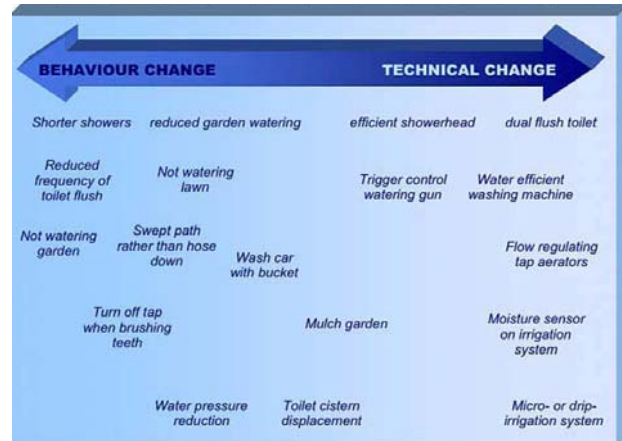 BEHAVIOUR CHANGE
TECHNICAL CHANGE
Shorter showers
reduced garden watering
efficient showerhead
dual flush toilet
Reduced
frequency of
toilet flush
Not watering
lawn
Trigger control
watering gun
Water efficient
washing machine
Not watering
garden
Swept path
rather than hose
down
Wash car
with bucket
Flow regulating
tap aerators
Turn off tap
when brushing
teeth
Mulch garden
Moisture sensor
on irrigation
system
Water pressure
reduction
Toilet cistern
displacement
Micro- or drip-
irrigation system